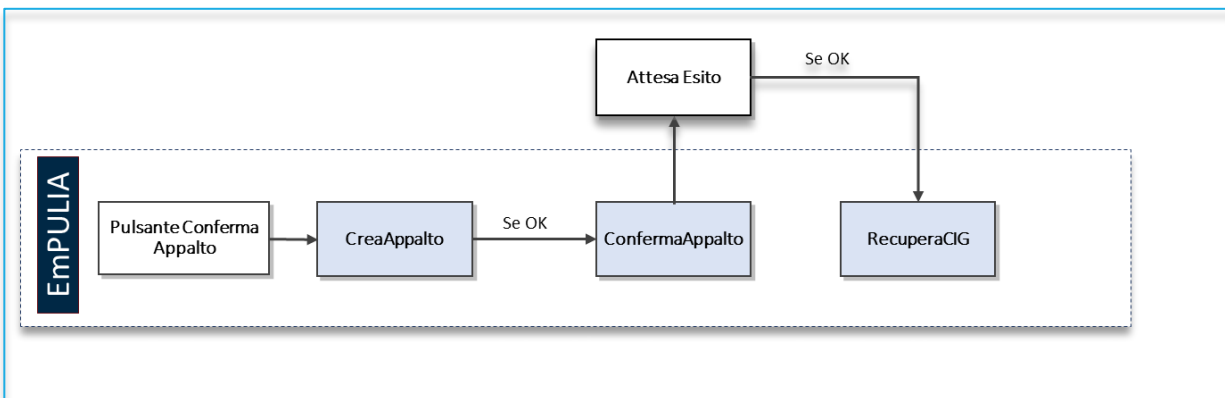 Attesa Esito
Se OK
EmPULIA
Pulsante Conferma
Appalto
CreaAppalto
Se OK
ConfermaAppalto
RecuperaCIG